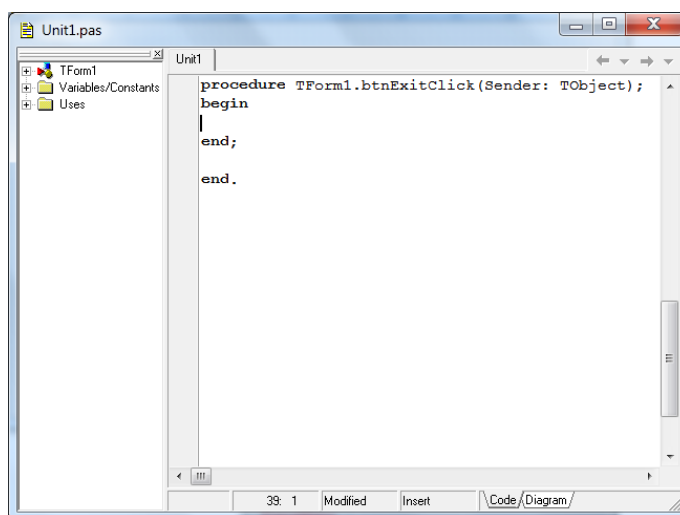 Unit1.pas
TForm1
Variables/Constants
Uses
Unit1
procedure TForm1.btnExitClick(Sender: TObject);
begin
end;
end.
39: 1 Modified Insert Code Diagram